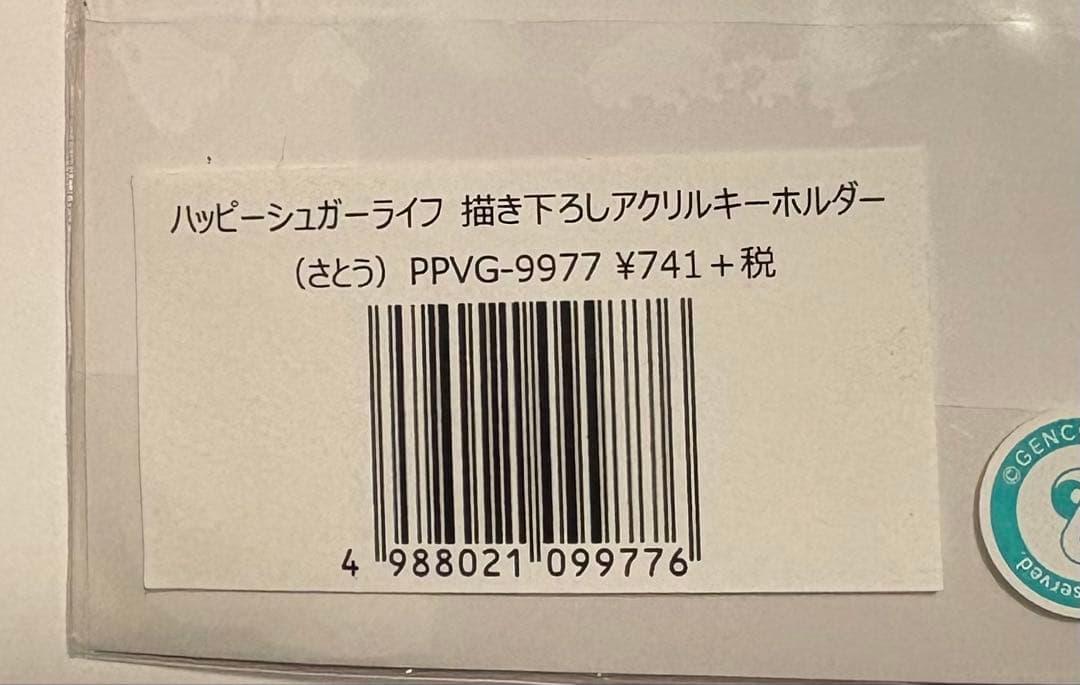 ハッピーシュガーライフ 描き下ろしアクリルキーホルダー
（さとう） PPVG-9977 ¥741＋税
4 988021 099776